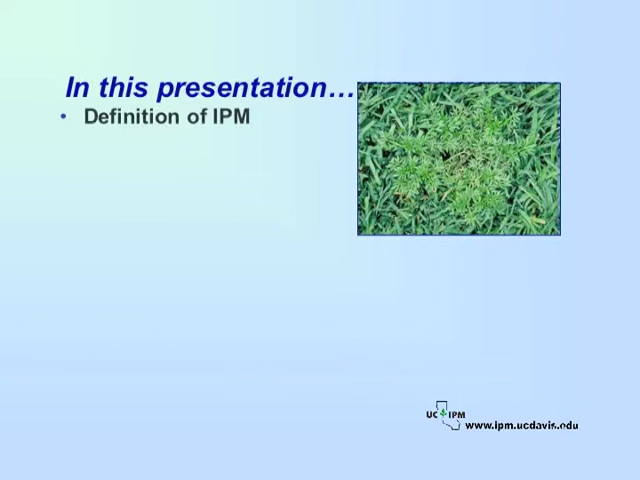 In this presentation…
• Definition of IPM
UC IPM
www.ipm.ucdavis.edu